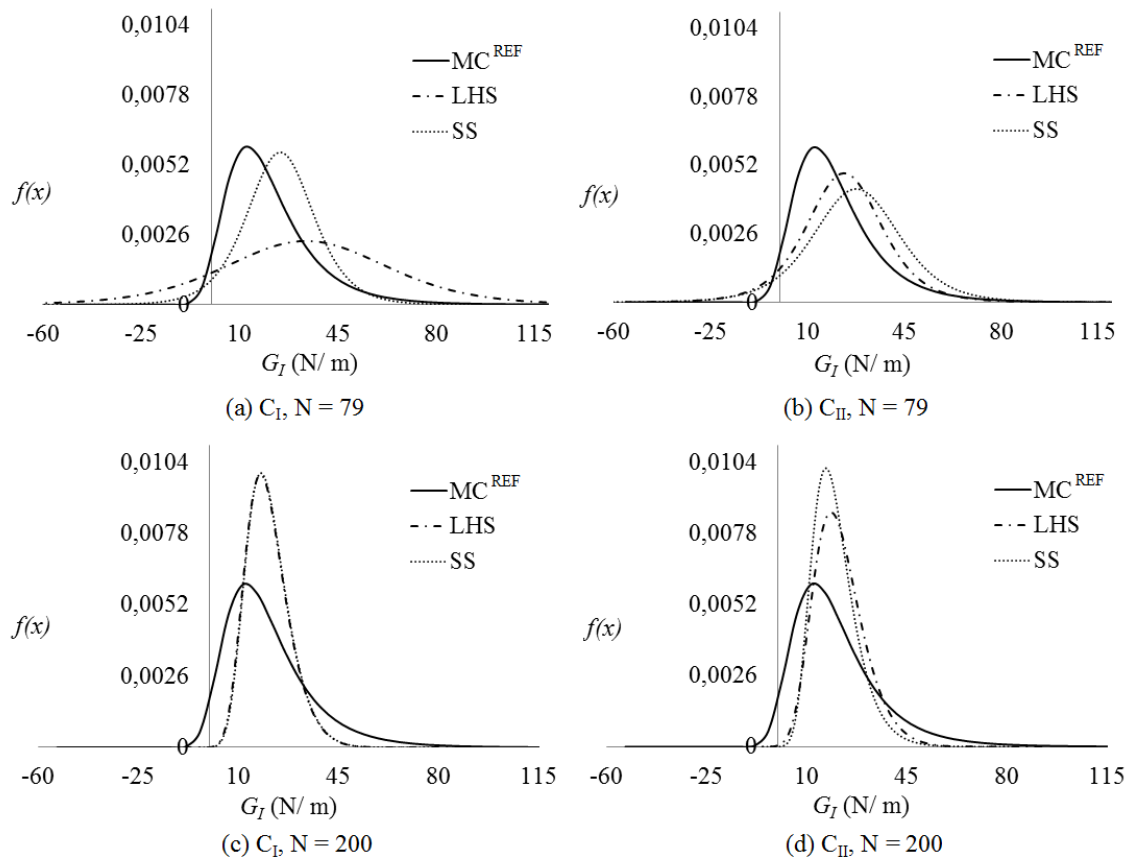 0,0104
0,0078
0,0052
0,0026
0
f(x)
MC REF
LHS
SS
-60 -25 10 45 80 115
G_I (N/ m)
(a) C_I, N = 79
0,0104
0,0078
0,0052
0,0026
0
f(x)
MC REF
LHS
SS
-60 -25 10 45 80 115
G_I (N/ m)
(b) C_II, N = 79
0,0104
0,0078
0,0052
0,0026
0
f(x)
MC REF
LHS
SS
-60 -25 10 45 80 115
G_I (N/ m)
(c) C_I, N = 200
0,0104
0,0078
0,0052
0,0026
0
f(x)
MC REF
LHS
SS
-60 -25 10 45 80 115
G_I (N/ m)
(d) C_II, N = 200